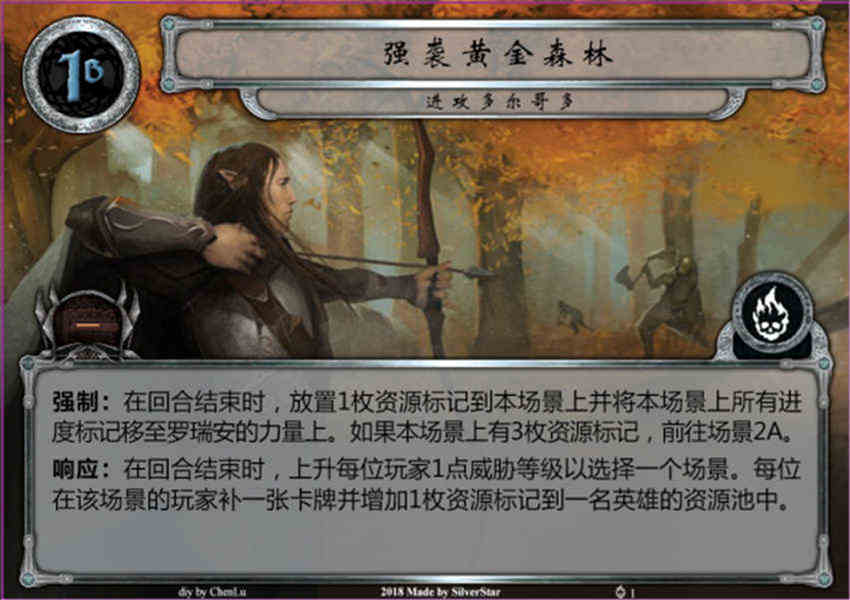 1B
强袭黄金森林
进攻多尔哥多
强制：在回合结束时，放置1枚资源标记到本场景上并将本场景上所有进
度标记移至罗瑞安的力量上。如果本场景上有3枚资源标记，前往场景2A。
响应：在回合结束时，上升每位玩家1点威胁等级以选择一个场景。每位
在该场景的玩家补一张卡牌并增加1枚资源标记到一名英雄的资源池中。
diy by ChenLu 2018 Made by SilverStar 1